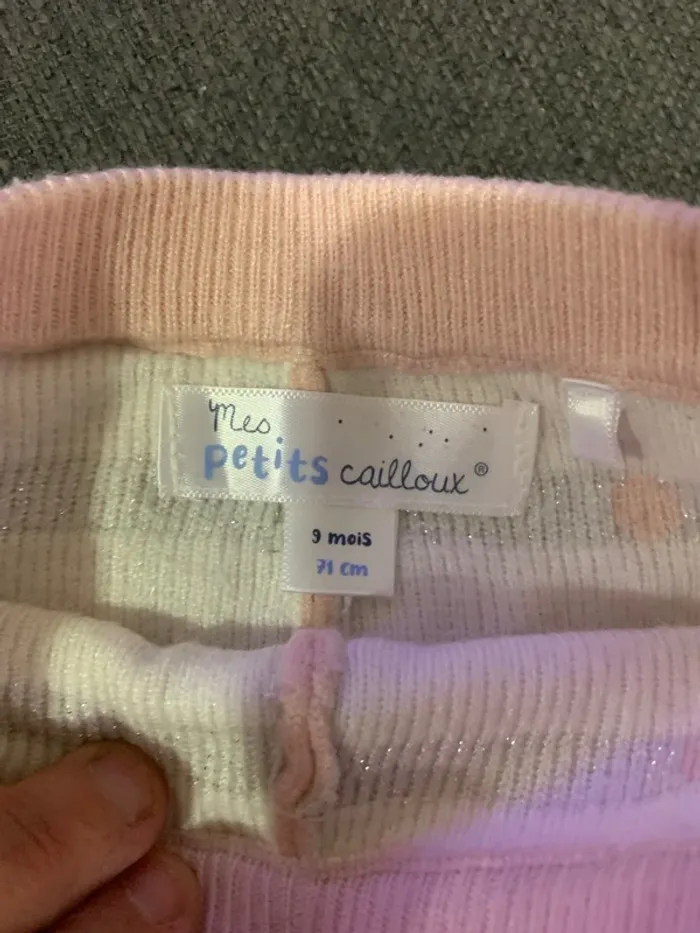 Mes
petits cailloux®
9 mois
71 cm